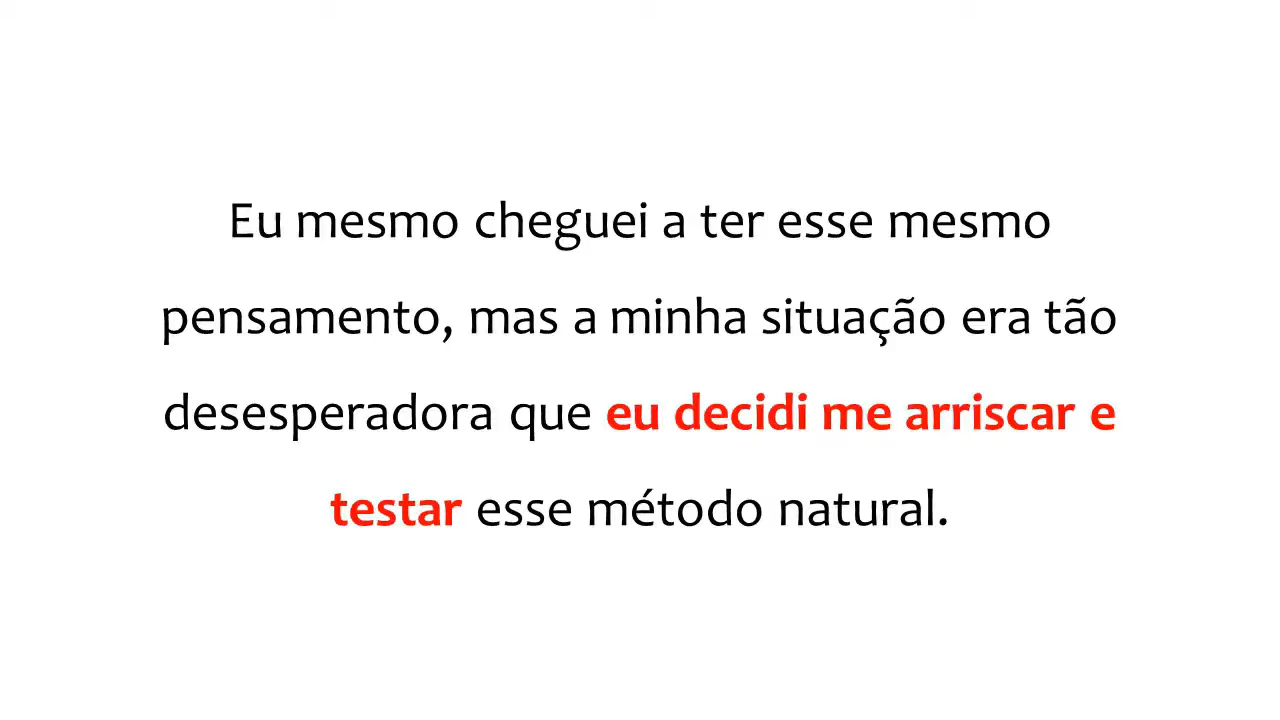 Eu mesmo cheguei a ter esse mesmo
pensamento, mas a minha situação era tão
desesperadora que eu decidi me arriscar e
testar esse método natural.